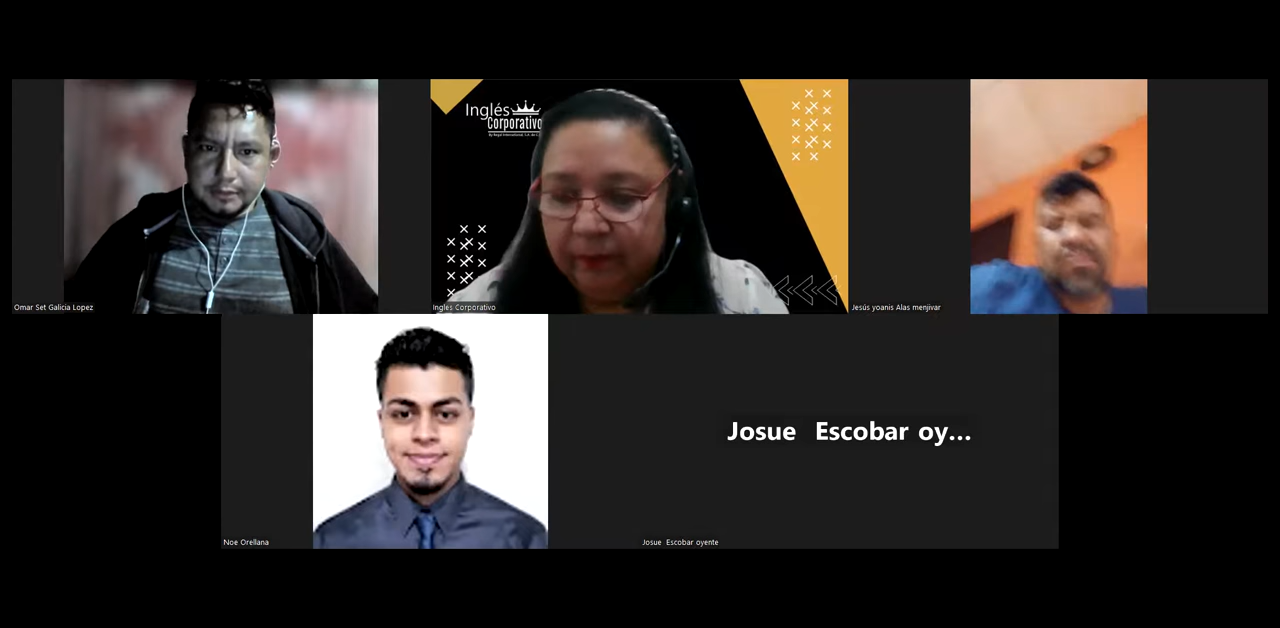 Inglés
Corporativo
Omar Set Galicia Lopez
Inglés Corporativo
Jesús yoanis Alas menjivar
Josue Escobar oy...
Noe Orellana
Josue Escobar oyente